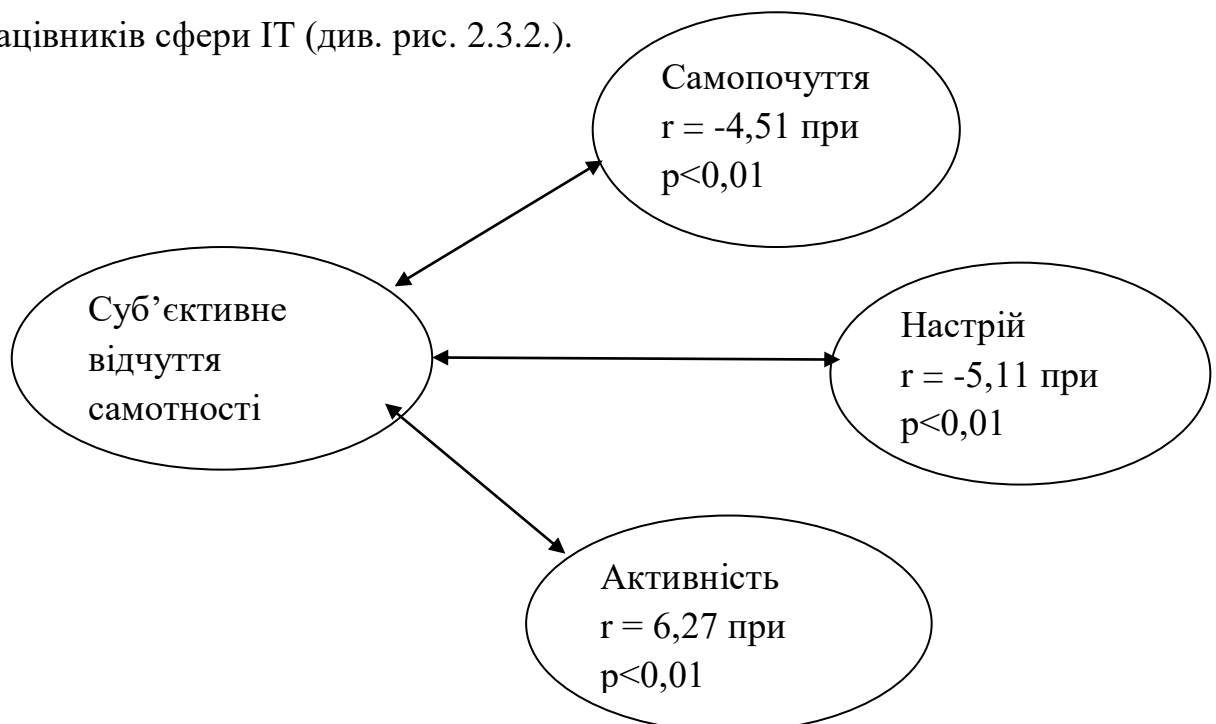 ацівників сфери ІТ (див. рис. 2.3.2.).
Самопочуття
r = -4,51 при
p<0,01
Суб’єктивне
відчуття
самотності
Настрій
r = -5,11 при
p<0,01
Активність
r = 6,27 при
p<0,01